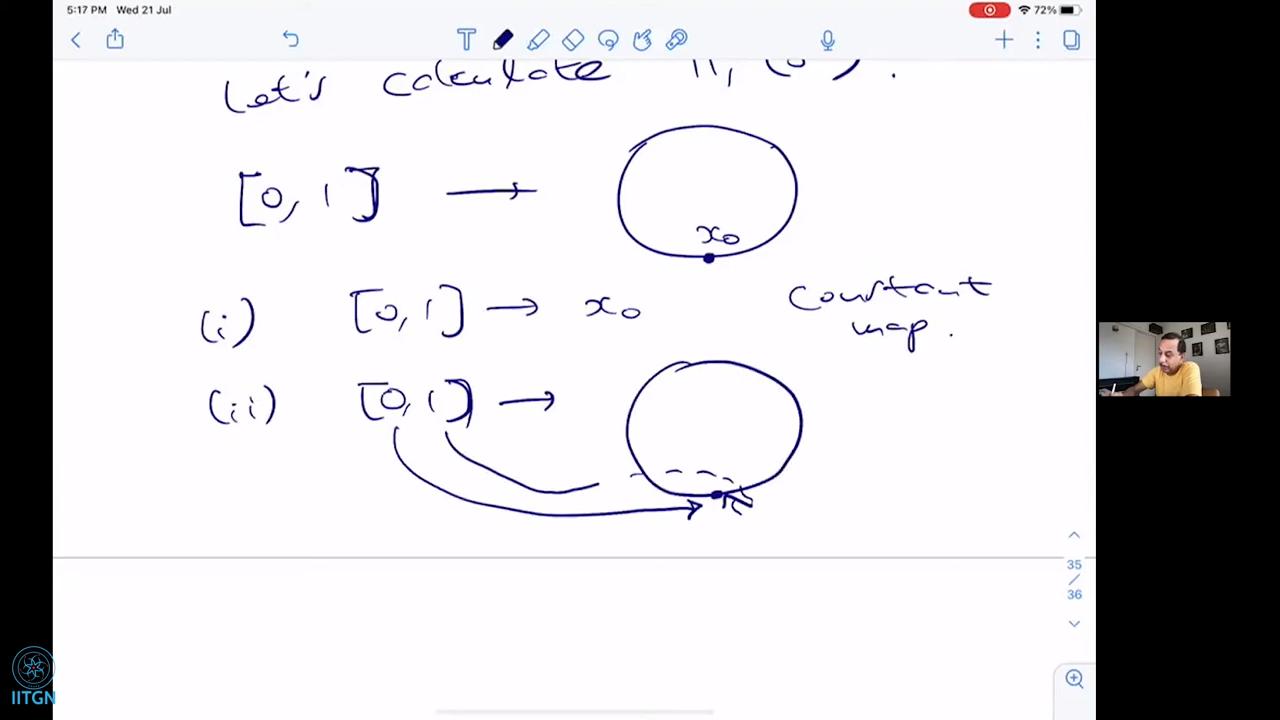 5:17 PM Wed 21 Jul
72%
T
Let's calculate
[0, 1] →
x₀
(i) [0, 1] → x₀ constant map.
(ii) [0, 1] →
35
/
36
IITGN